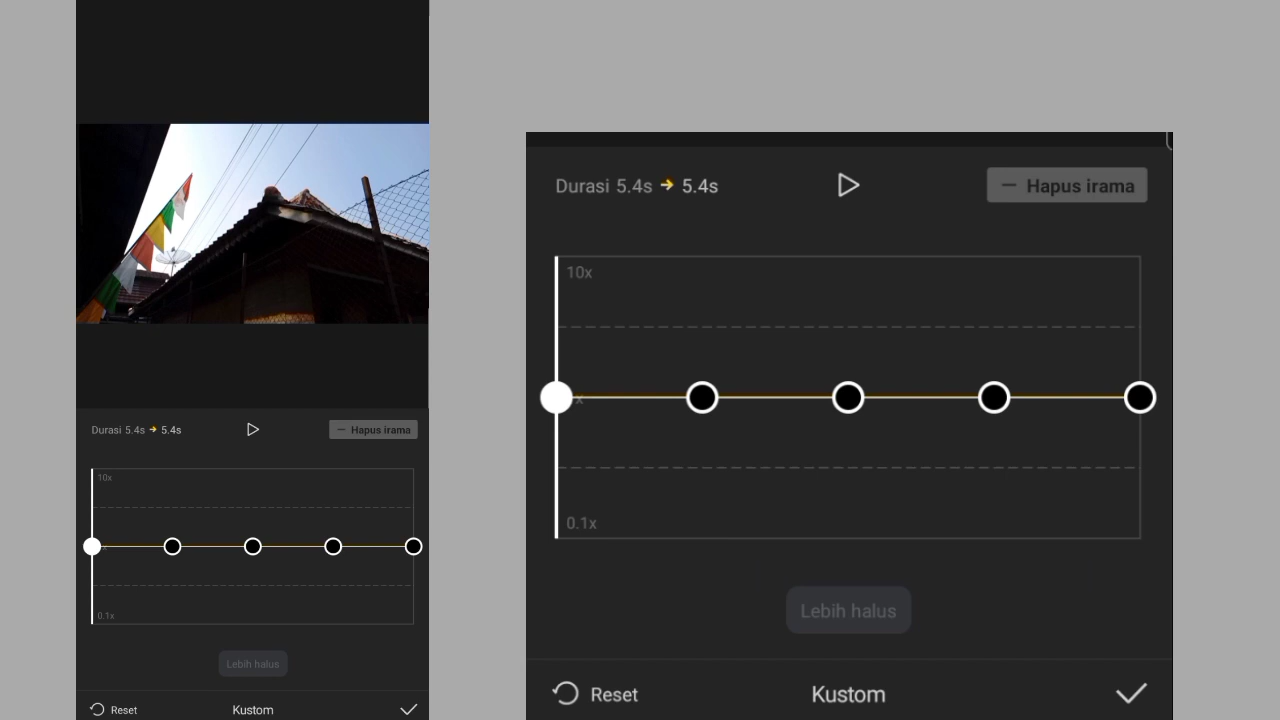 Durasi 5.4s → 5.4s
— Hapus irama
10x
0.1x
Lebih halus
Reset
Kustom
Durasi 5.4s → 5.4s
— Hapus irama
10x
x
0.1x
Lebih halus
Reset
Kustom